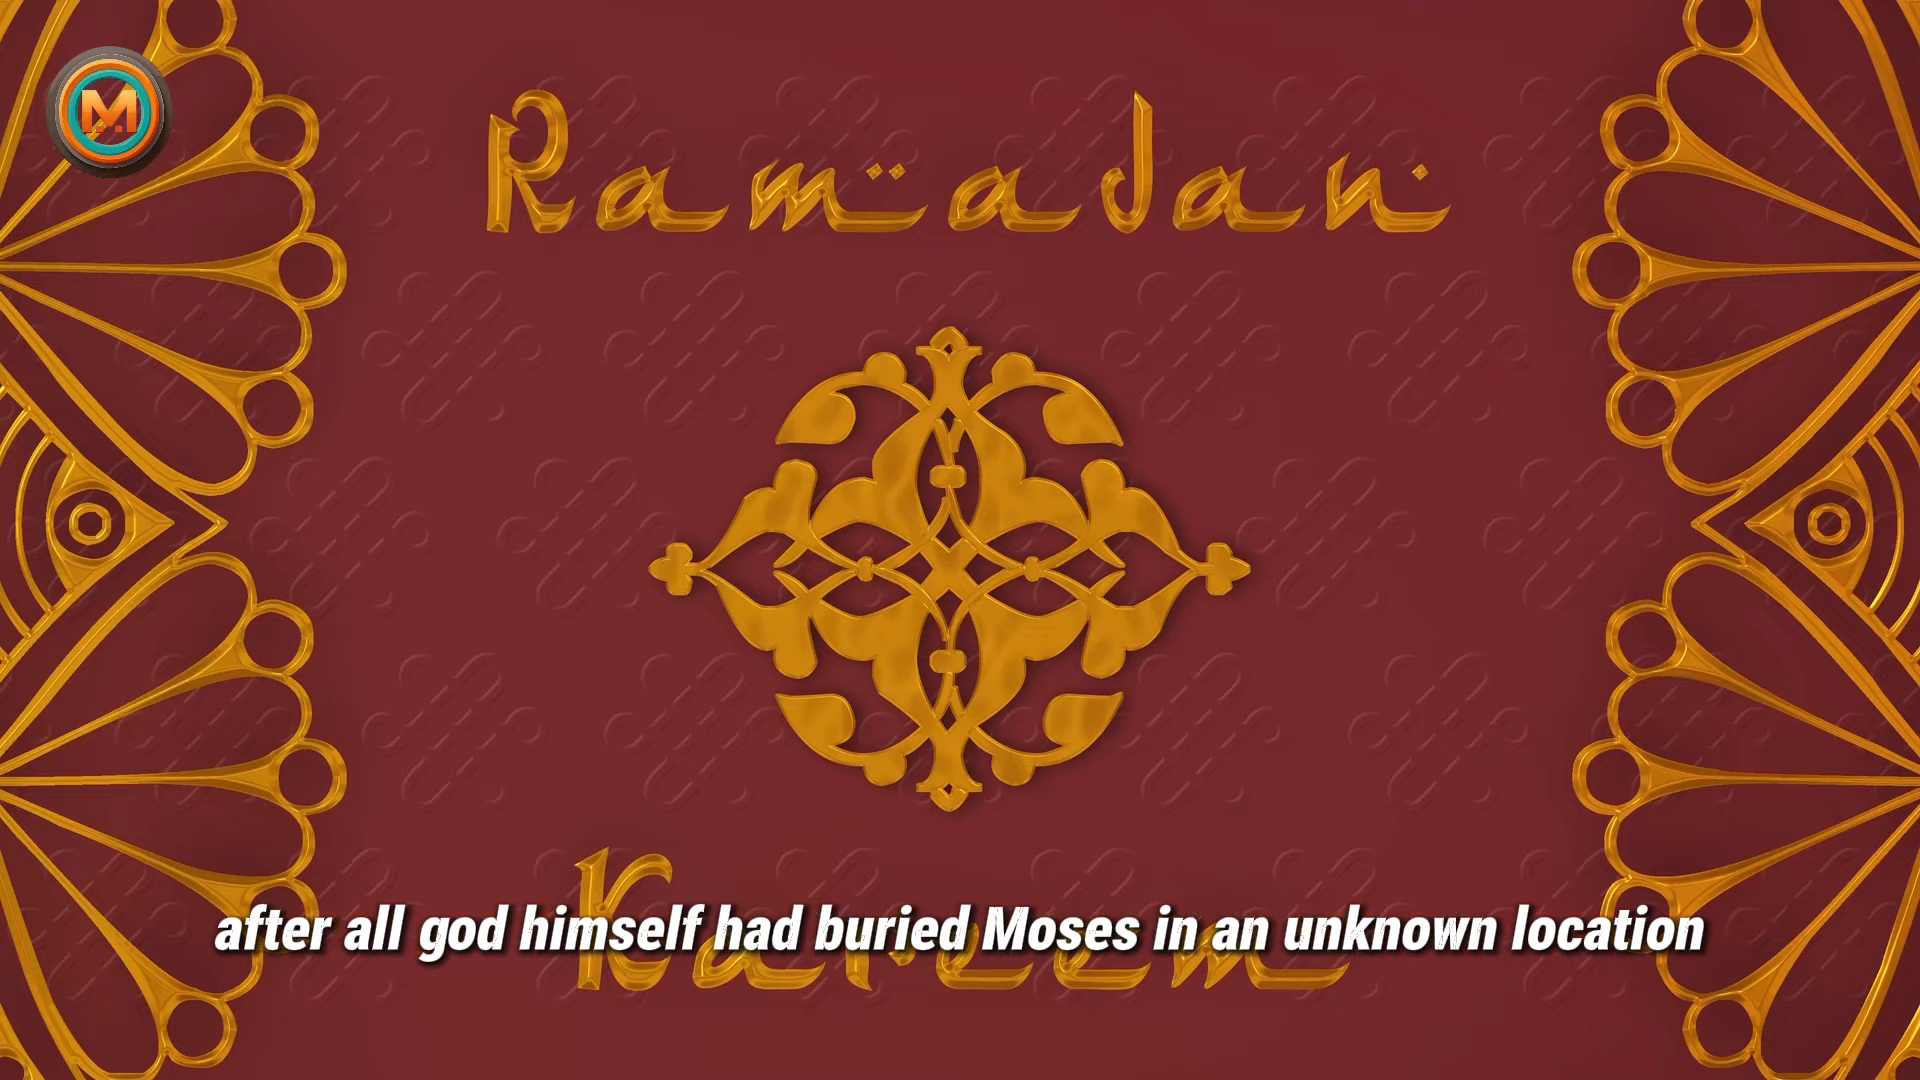 M
Ramadan
Kareem
after all god himself had buried Moses in an unknown location